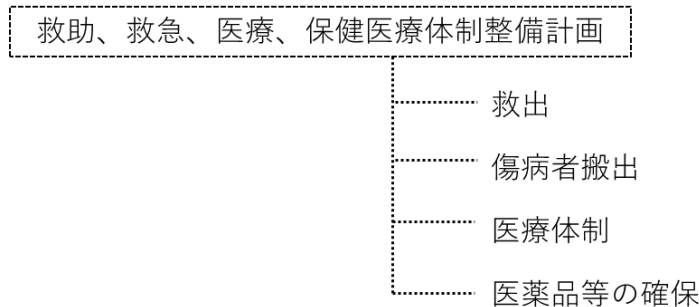 救助、救急、医療、保健医療体制整備計画
救出
傷病者搬出
医療体制
医薬品等の確保